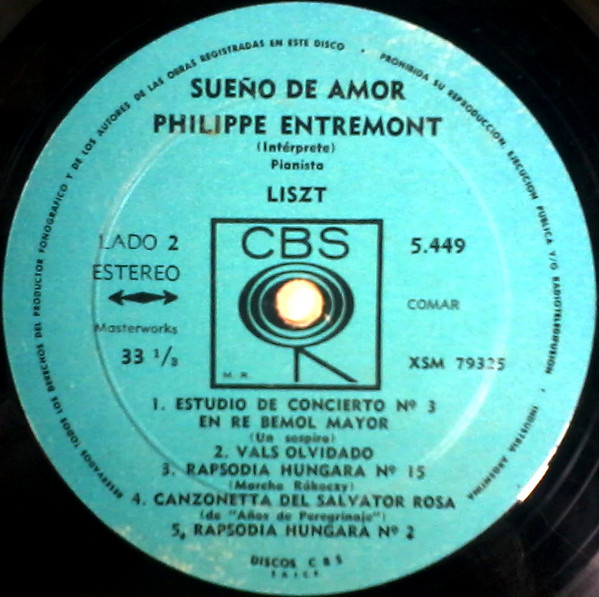 RESERVADOS TODOS LOS DERECHOS DEL PRODUCTOR FONOGRAFICO Y DE LOS AUTORES DE LAS OBRAS REGISTRADAS EN ESTE DISCO · PROHIBIDA SU REPRODUCCION, EJECUCION PUBLICA Y/O RADIOTELEDIFUSION · INDUSTRIA ARGENTINA
SUEÑO DE AMOR
PHILIPPE ENTREMONT
(Intérprete)
Pianista
LISZT
LADO 2
ESTEREO
Masterworks
33 1/3
CBS
M. R.
5.449
COMAR
XSM 79325
1. ESTUDIO DE CONCIERTO Nº 3
EN RE BEMOL MAYOR
(Un sospiro)
2. VALS OLVIDADO
3. RAPSODIA HUNGARA Nº 15
(Marcha Rákoczy)
4. CANZONETTA DEL SALVATOR ROSA
(de "Años de Peregrinaje")
5, RAPSODIA HUNGARA Nº 2
DISCOS CBS
S.A.I.C.F.